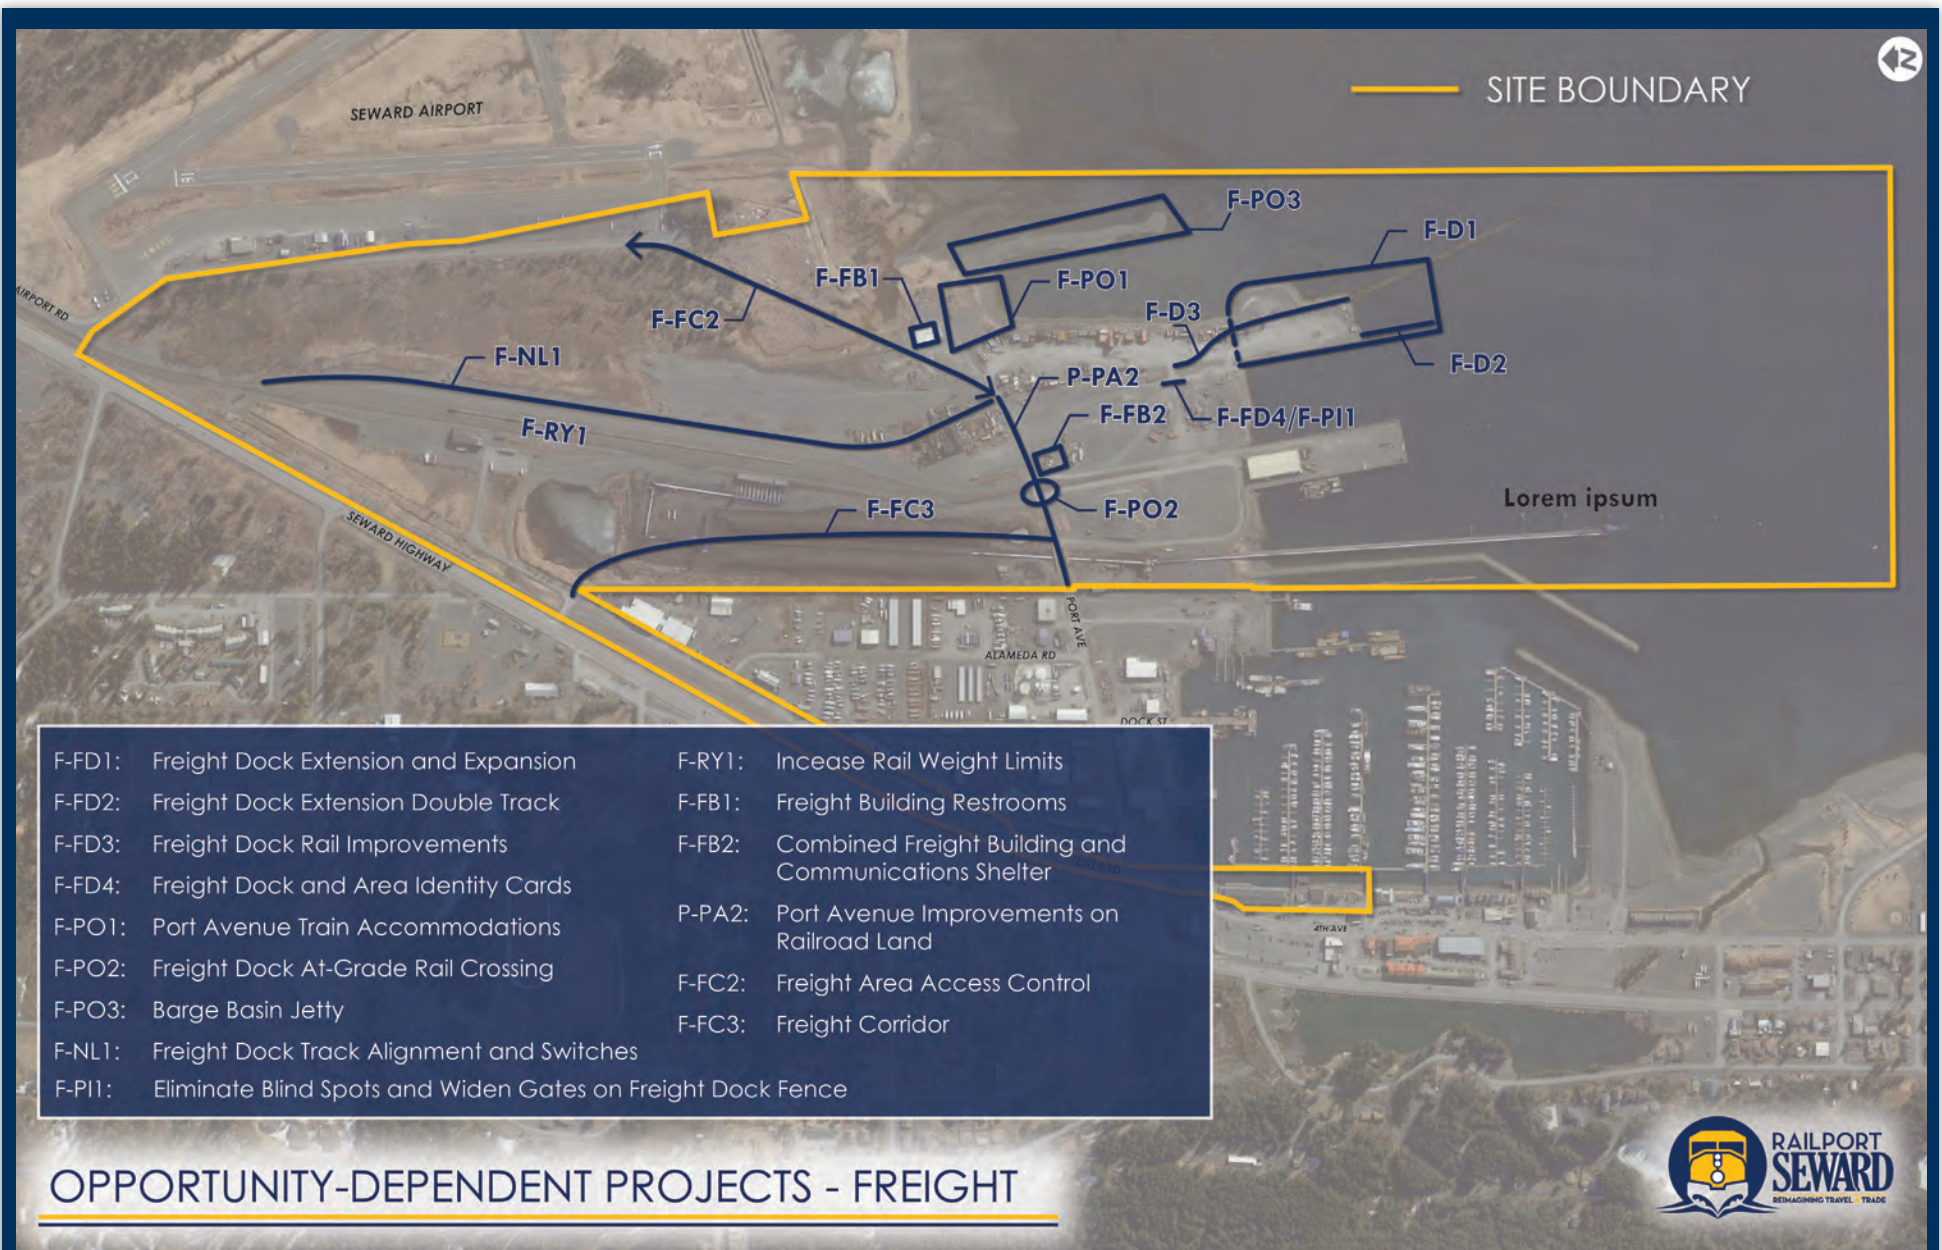 SEWARD AIRPORT
SITE BOUNDARY
N
F-PO3
F-D1
F-FB1
F-PO1
F-FC2
F-D3
AIRPORT RD
F-NL1
F-D2
P-PA2
F-RY1
F-FB2
F-FD4/F-PI1
F-FC3
F-PO2
Lorem ipsum
SEWARD HIGHWAY
PORT AVE
ALAMEDA RD
DOCK ST
4TH AVE
F-FD1: Freight Dock Extension and Expansion
F-FD2: Freight Dock Extension Double Track
F-FD3: Freight Dock Rail Improvements
F-FD4: Freight Dock and Area Identity Cards
F-PO1: Port Avenue Train Accommodations
F-PO2: Freight Dock At-Grade Rail Crossing
F-PO3: Barge Basin Jetty
F-NL1: Freight Dock Track Alignment and Switches
F-PI1: Eliminate Blind Spots and Widen Gates on Freight Dock Fence
F-RY1: Incease Rail Weight Limits
F-FB1: Freight Building Restrooms
F-FB2: Combined Freight Building and
Communications Shelter
P-PA2: Port Avenue Improvements on
Railroad Land
F-FC2: Freight Area Access Control
F-FC3: Freight Corridor
OPPORTUNITY-DEPENDENT PROJECTS - FREIGHT
RAILPORT
SEWARD
REIMAGINING TRAVEL & TRADE